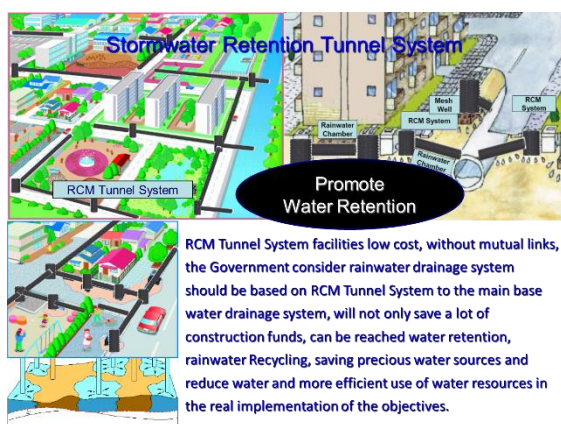 Stormwater Retention Tunnel System
RCM Tunnel System
Rainwater
Chamber
Mesh
Well
RCM System
RCM
System
Rainwater
Chamber
Promote
Water Retention
RCM Tunnel System facilities low cost, without mutual links,
the Government consider rainwater drainage system
should be based on RCM Tunnel System to the main base
water drainage system, will not only save a lot of
construction funds, can be reached water retention,
rainwater Recycling, saving precious water sources and
reduce water and more efficient use of water resources in
the real implementation of the objectives.